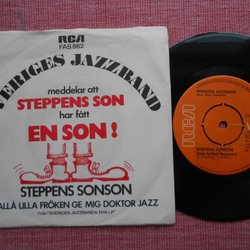 RCA
FAS 862
SVERIGES JAZZBAND
meddelar att
STEPPENS SON
har fått
EN SON!
STEPPENS SONSON
ALLÅ LILLA FRÖKEN GE MIG DOKTOR JAZZ
Från "SVERIGES JAZZBANDS NYA LP"
SVERIGES JAZZBAND
RCA
STEPPENS SONSON